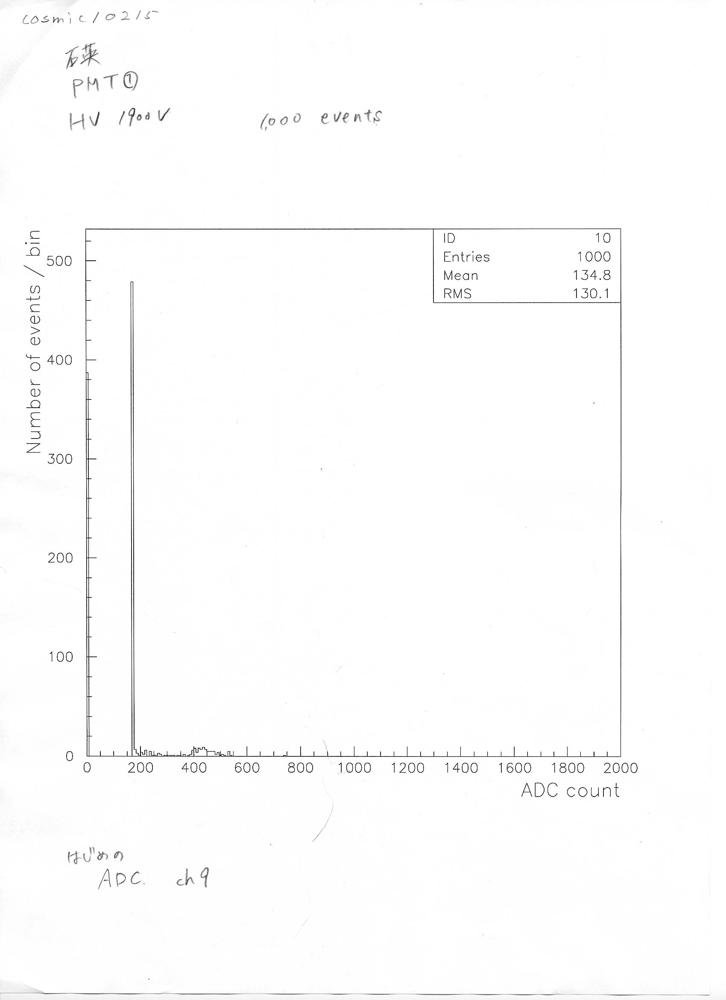 cosmic/0215
石英
PMT①
HV 1900V 1,000 events
ID 10
Entries 1000
Mean 134.8
RMS 130.1
Number of events / bin
500
400
300
200
100
0
0 200 400 600 800 1000 1200 1400 1600 1800 2000
ADC count
はじめの
ADC. ch9